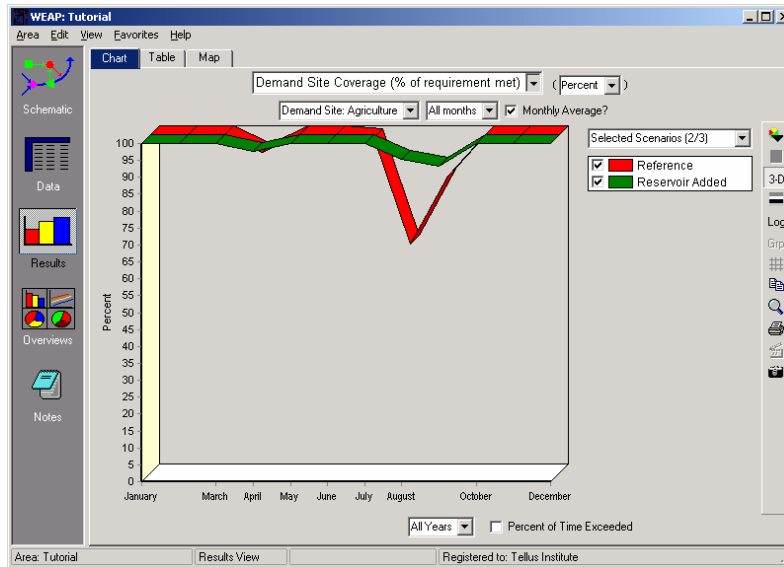 WEAP: Tutorial
Area Edit View Favorites Help
Chart Table Map
Demand Site Coverage (% of requirement met) ( Percent )
Demand Site: Agriculture All months Monthly Average?
Selected Scenarios (2/3)
Reference
Reservoir Added
Schematic
Data
Results
Overviews
Notes
3-D
Log
Grp
Percent
100
95
90
85
80
75
70
65
60
55
50
45
40
35
30
25
20
15
10
5
0
January March April May June July August October December
All Years Percent of Time Exceeded
Area: Tutorial Results View Registered to: Tellus Institute